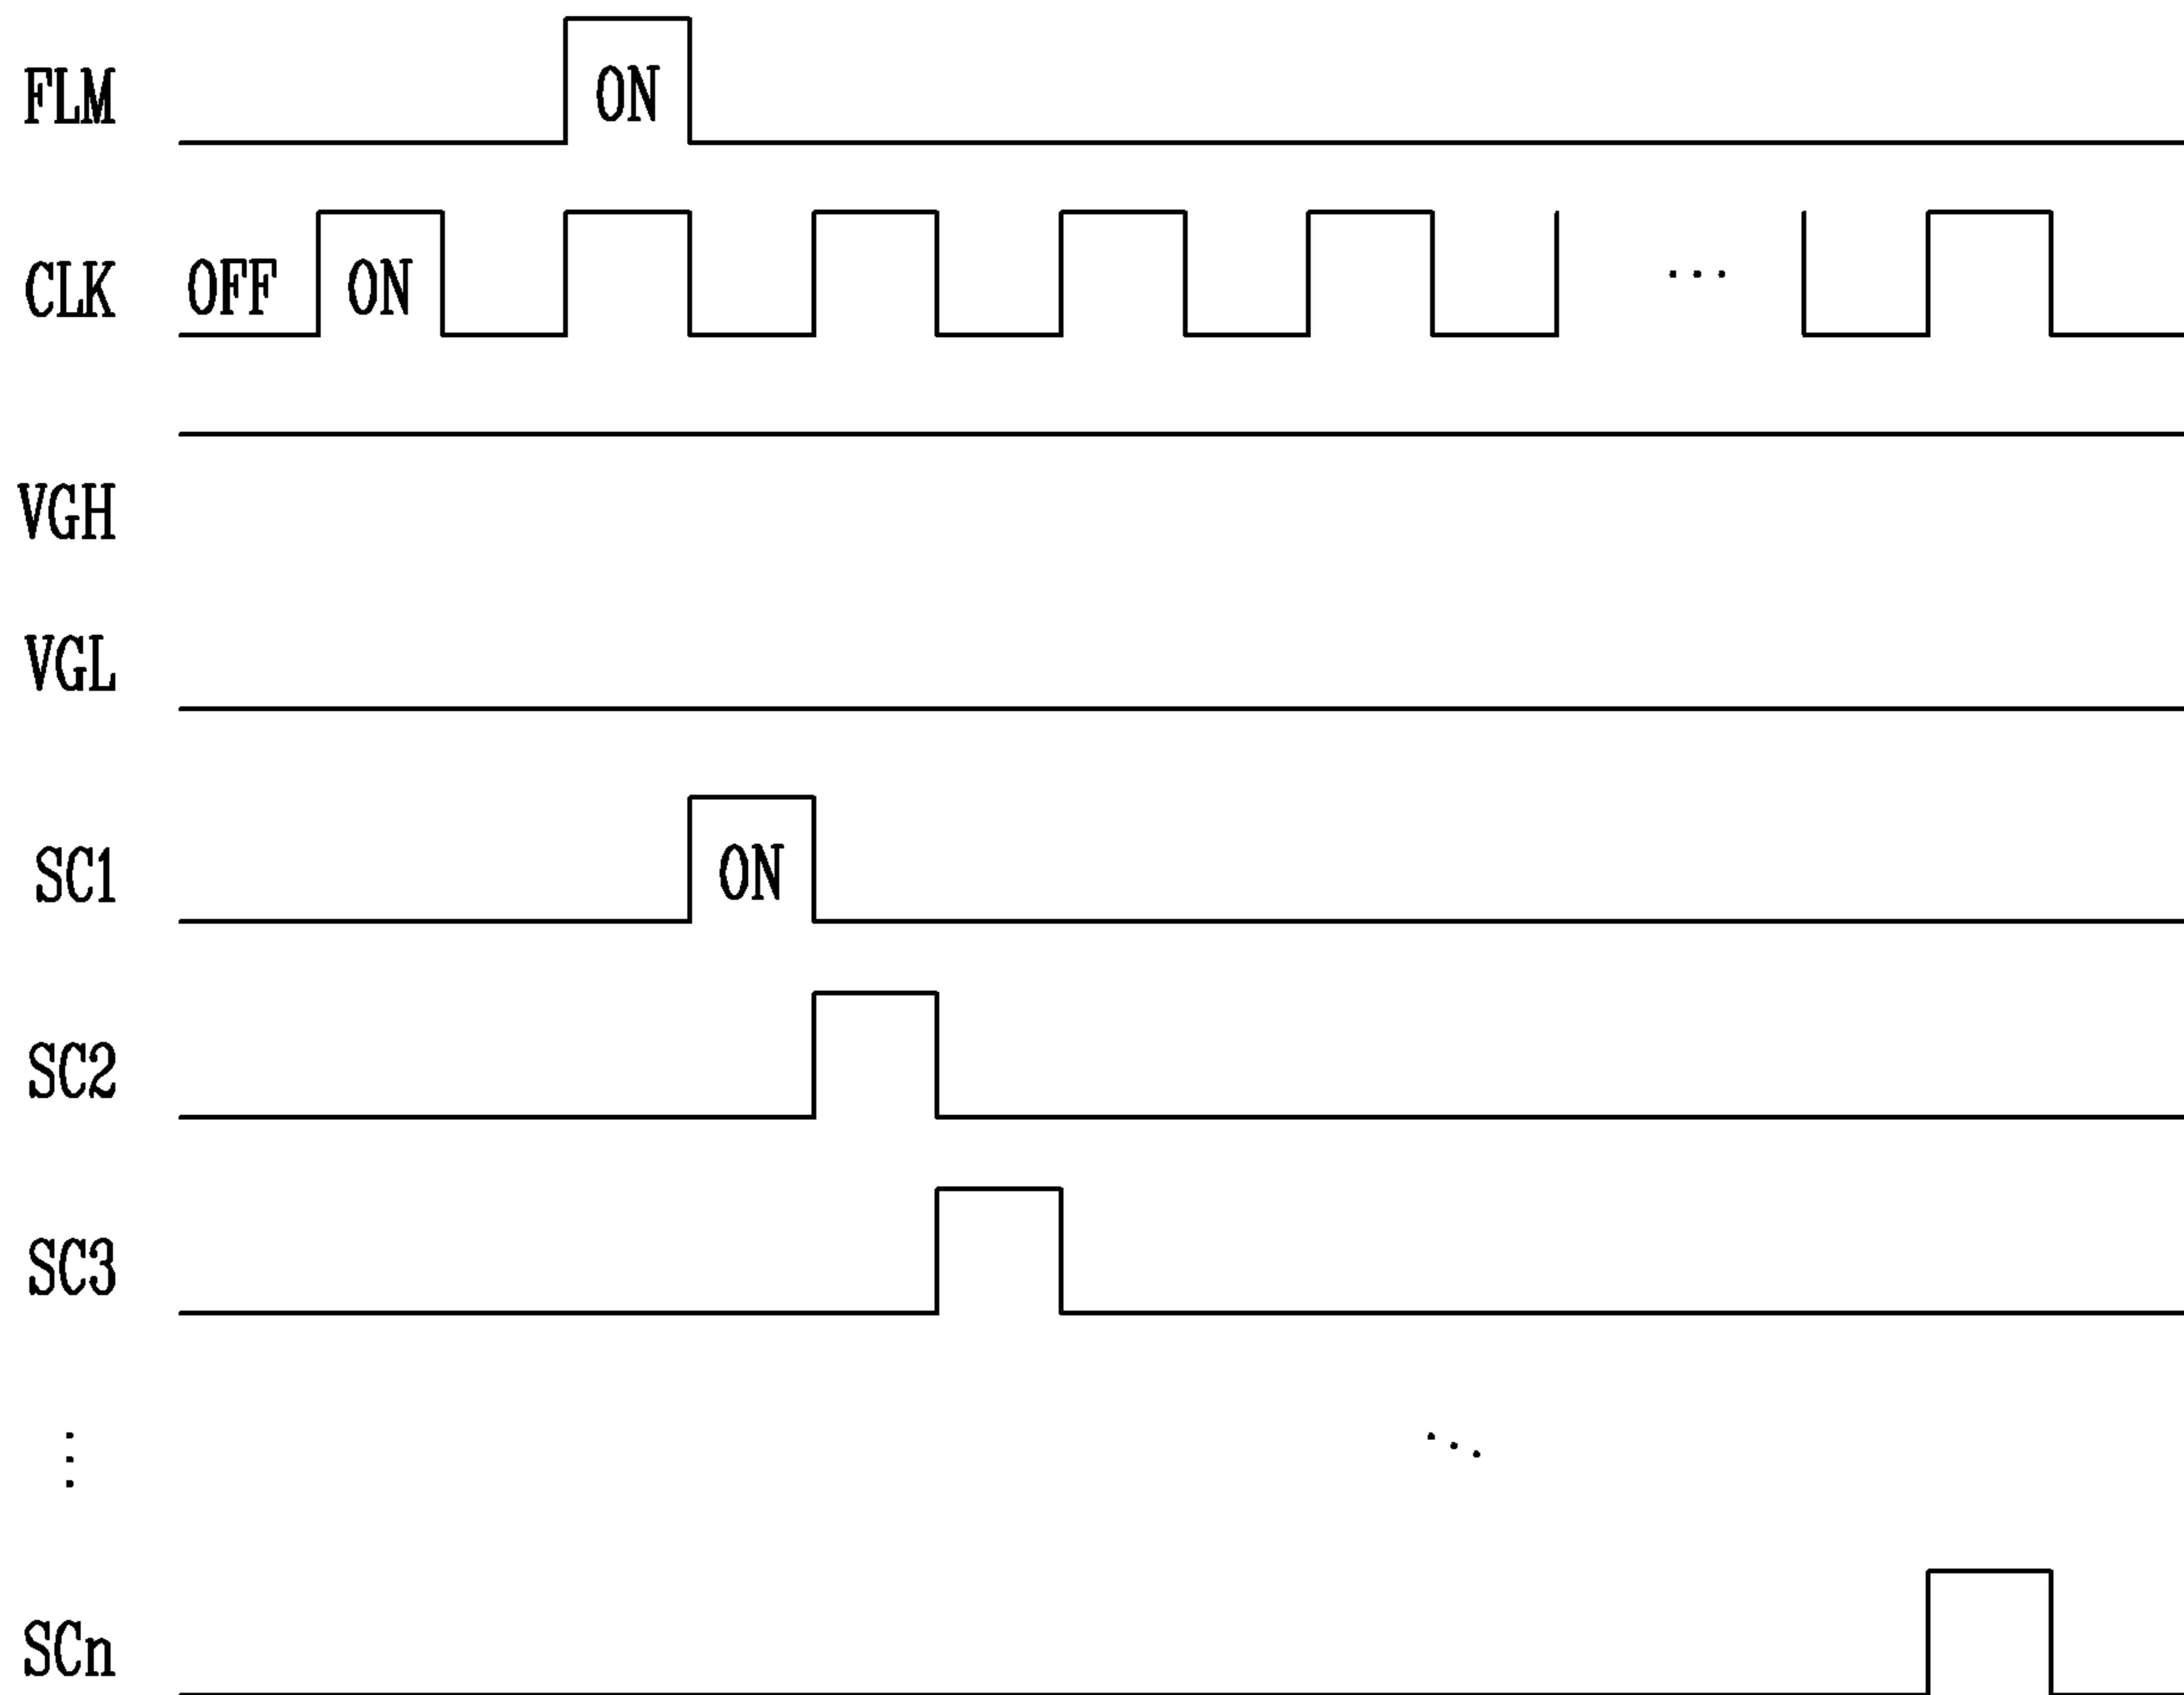 FLM ON
CLK OFF ON ...
VGH
VGL
SC1 ON
SC2
SC3
⋮ ⋱
SCn